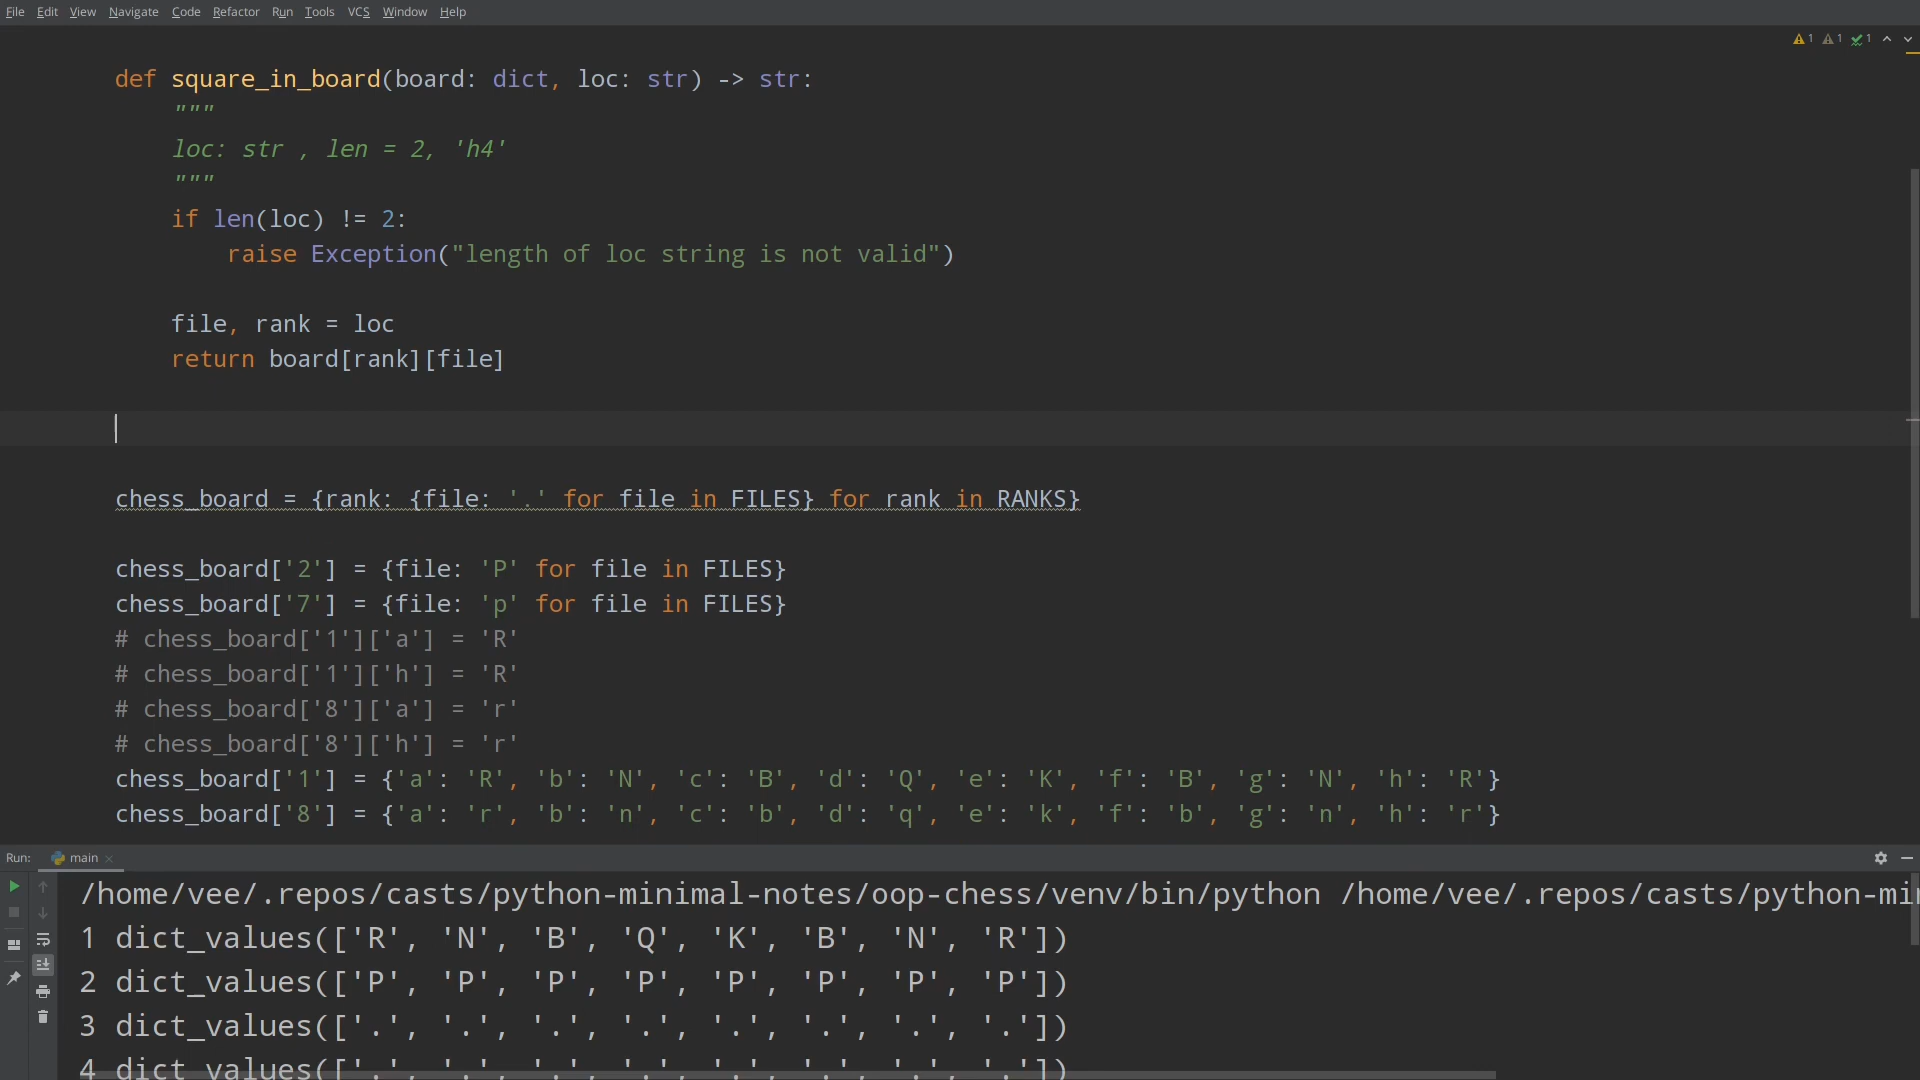 File Edit View Navigate Code Refactor Run Tools VCS Window Help
1 1 1
def square_in_board(board: dict, loc: str) -> str:
"""
loc: str , len = 2, 'h4'
"""
if len(loc) != 2:
raise Exception("length of loc string is not valid")
file, rank = loc
return board[rank][file]
chess_board = {rank: {file: '.' for file in FILES} for rank in RANKS}
chess_board['2'] = {file: 'P' for file in FILES}
chess_board['7'] = {file: 'p' for file in FILES}
# chess_board['1']['a'] = 'R'
# chess_board['1']['h'] = 'R'
# chess_board['8']['a'] = 'r'
# chess_board['8']['h'] = 'r'
chess_board['1'] = {'a': 'R', 'b': 'N', 'c': 'B', 'd': 'Q', 'e': 'K', 'f': 'B', 'g': 'N', 'h': 'R'}
chess_board['8'] = {'a': 'r', 'b': 'n', 'c': 'b', 'd': 'q', 'e': 'k', 'f': 'b', 'g': 'n', 'h': 'r'}
Run: main
/home/vee/.repos/casts/python-minimal-notes/oop-chess/venv/bin/python /home/vee/.repos/casts/python-mi
1 dict_values(['R', 'N', 'B', 'Q', 'K', 'B', 'N', 'R'])
2 dict_values(['P', 'P', 'P', 'P', 'P', 'P', 'P', 'P'])
3 dict_values(['.', '.', '.', '.', '.', '.', '.', '.'])
4 dict_values(['.', '.', '.', '.', '.', '.', '.', '.'])